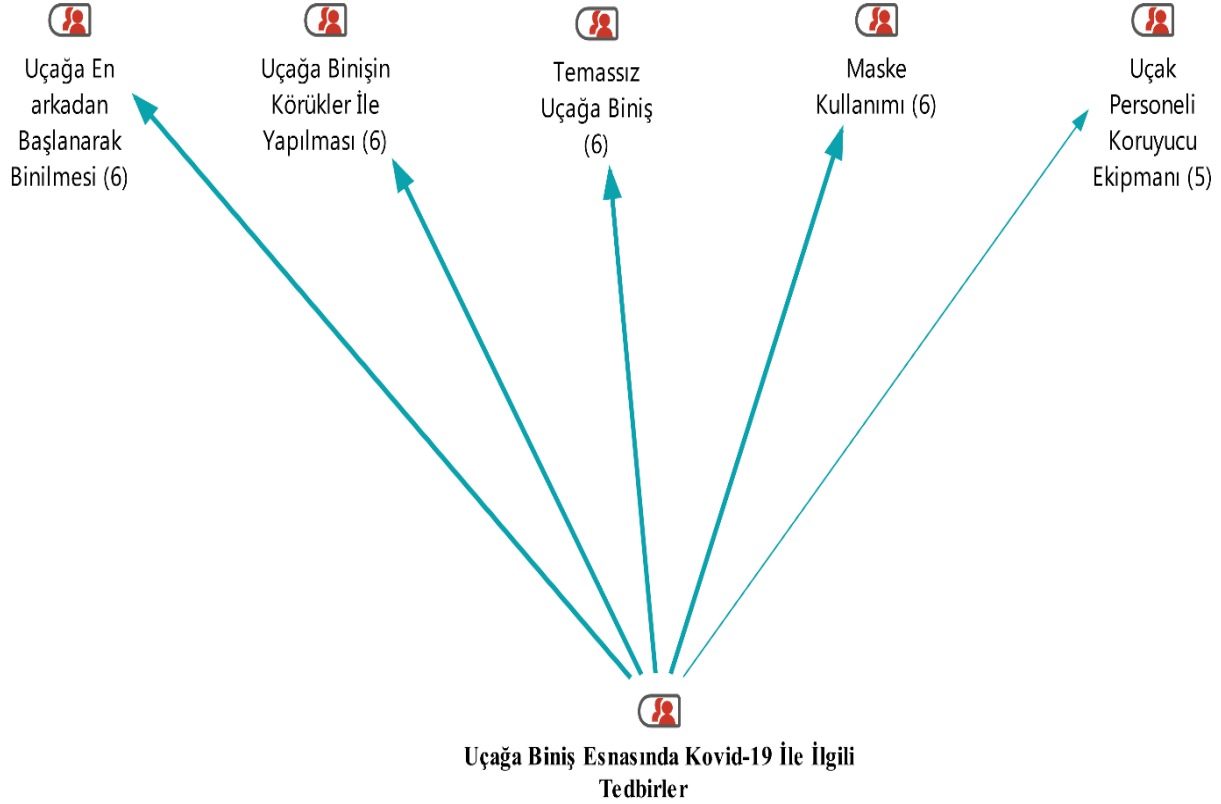 Uçağa En
arkadan
Başlanarak
Binilmesi (6)
Uçağa Binişin
Körükler İle
Yapılması (6)
Temassız
Uçağa Biniş
(6)
Maske
Kullanımı (6)
Uçak
Personeli
Koruyucu
Ekipmanı (5)
Uçağa Biniş Esnasında Kovid-19 İle İlgili
Tedbirler